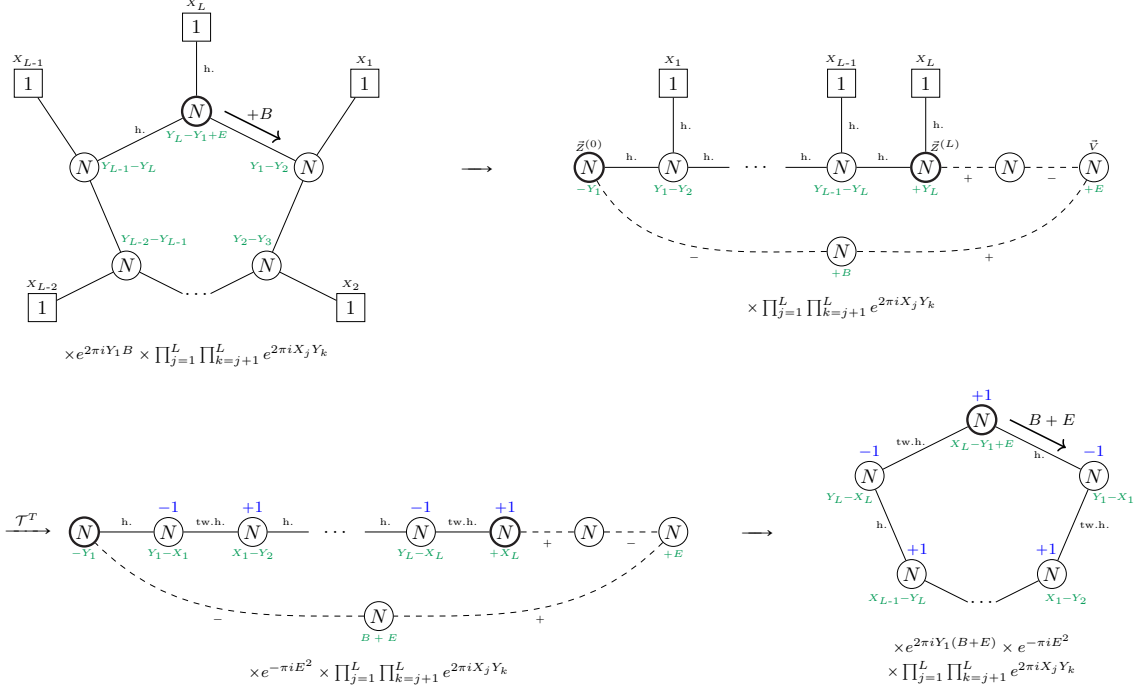 X_L
1
h.
X_{L-1} X_1
1 1
N +B
h. Y_L−Y_1+E
N Y_{L-1}−Y_L Y_1−Y_2 N
Y_{L-2}−Y_{L-1} Y_2−Y_3
N N
X_{L-2} ··· X_2
1 1
×e^{2πiY_1B} × ∏_{j=1}^{L} ∏_{k=j+1}^{L} e^{2πiX_jY_k}
⟶
X_1 X_{L-1} X_L
1 1 1
h. h. h.
\vec{z}^{(0)} \vec{z}^{(L)} \vec{v}
N h. N h. ··· h. N h. N + N − N
−Y_1 Y_1−Y_2 Y_{L-1}−Y_L +Y_L +E
− N +
+B
× ∏_{j=1}^{L} ∏_{k=j+1}^{L} e^{2πiX_jY_k}
𝒯^T
⟶
−1 +1 −1 +1
N h. N tw.h. N h. ··· h. N tw.h. N + N − N
−Y_1 Y_1−X_1 X_1−Y_2 Y_L−X_L +X_L +E
− N +
B + E
×e^{−πiE^2} × ∏_{j=1}^{L} ∏_{k=j+1}^{L} e^{2πiX_jY_k}
⟶
+1
N B + E
tw.h. X_L−Y_1+E h.
−1 −1
N N
Y_L−X_L Y_1−X_1
h. tw.h.
+1 +1
N N
X_{L-1}−Y_L ··· X_1−Y_2
×e^{2πiY_1(B+E)} × e^{−πiE^2}
× ∏_{j=1}^{L} ∏_{k=j+1}^{L} e^{2πiX_jY_k}